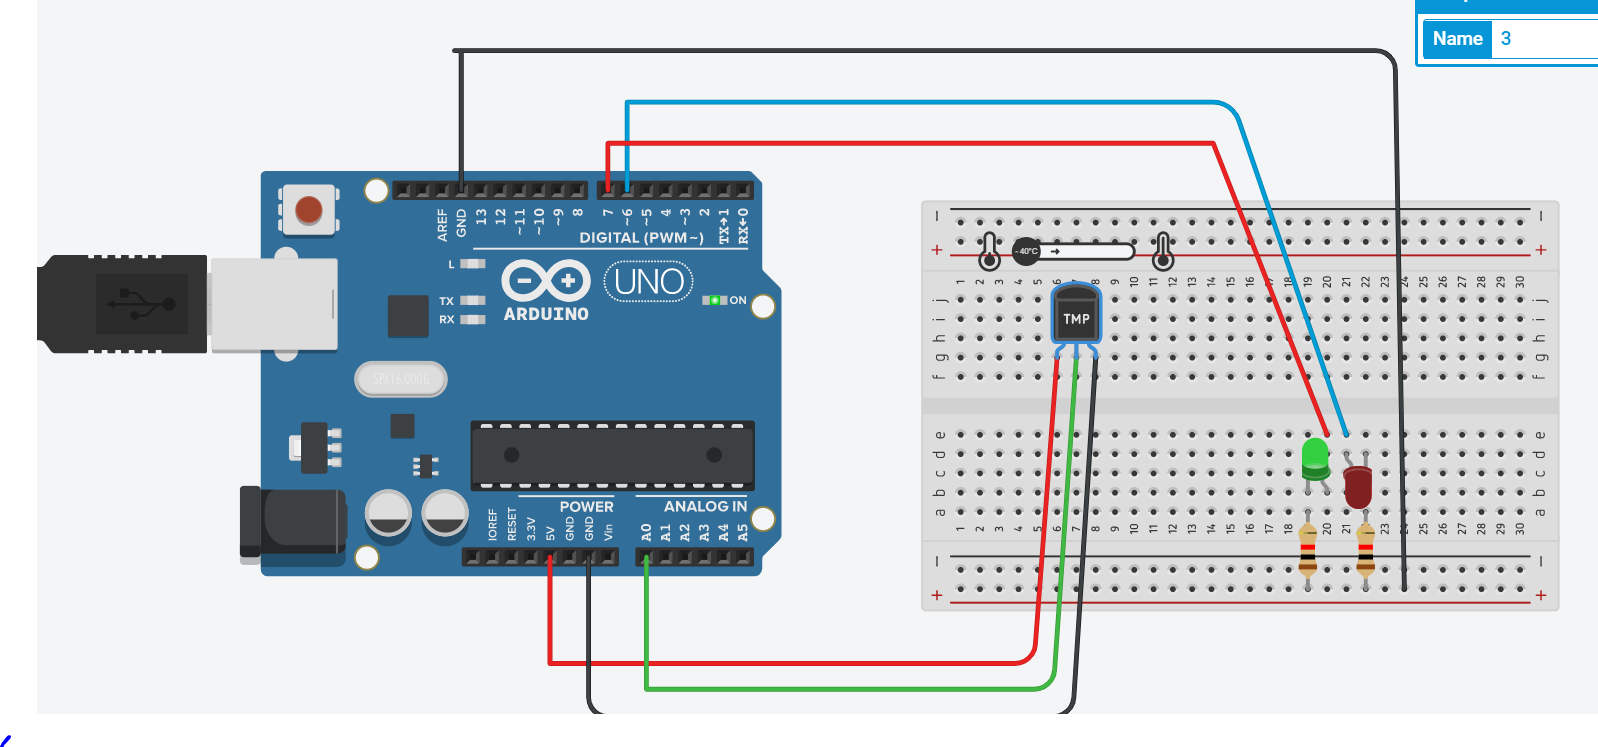 Name 3
AREF
GND
13
12
~11
~10
~9
8
7
~6
~5
4
~3
2
TX→1
RX←0
DIGITAL (PWM~)
L
TX
RX
UNO
ON
ARDUINO
SPK16.000G
-40°C
TMP
1 2 3 4 5 6 7 8 9 10 11 12 13 14 15 16 17 18 19 20 21 22 23 24 25 26 27 28 29 30
j j
i i
h h
g g
f f
e e
d d
c c
b b
a a
1 2 3 4 5 6 7 8 9 10 11 12 13 14 15 16 17 18 19 20 21 22 23 24 25 26 27 28 29 30
POWER
ANALOG IN
IOREF
RESET
3.3V
5V
GND
GND
Vin
A0
A1
A2
A3
A4
A5